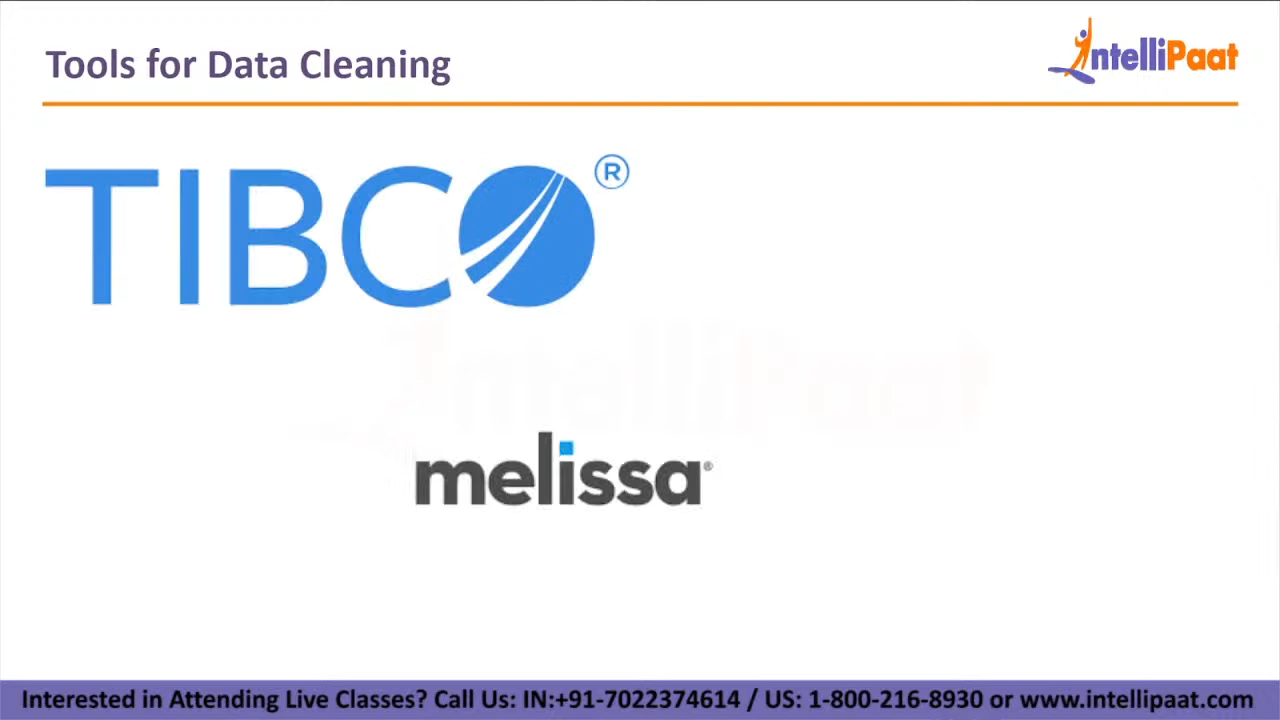 Tools for Data Cleaning
IntelliPaat
TIBCO®
IntelliPaat
melissa®
Interested in Attending Live Classes? Call Us: IN:+91-7022374614 / US: 1-800-216-8930 or www.intellipaat.com